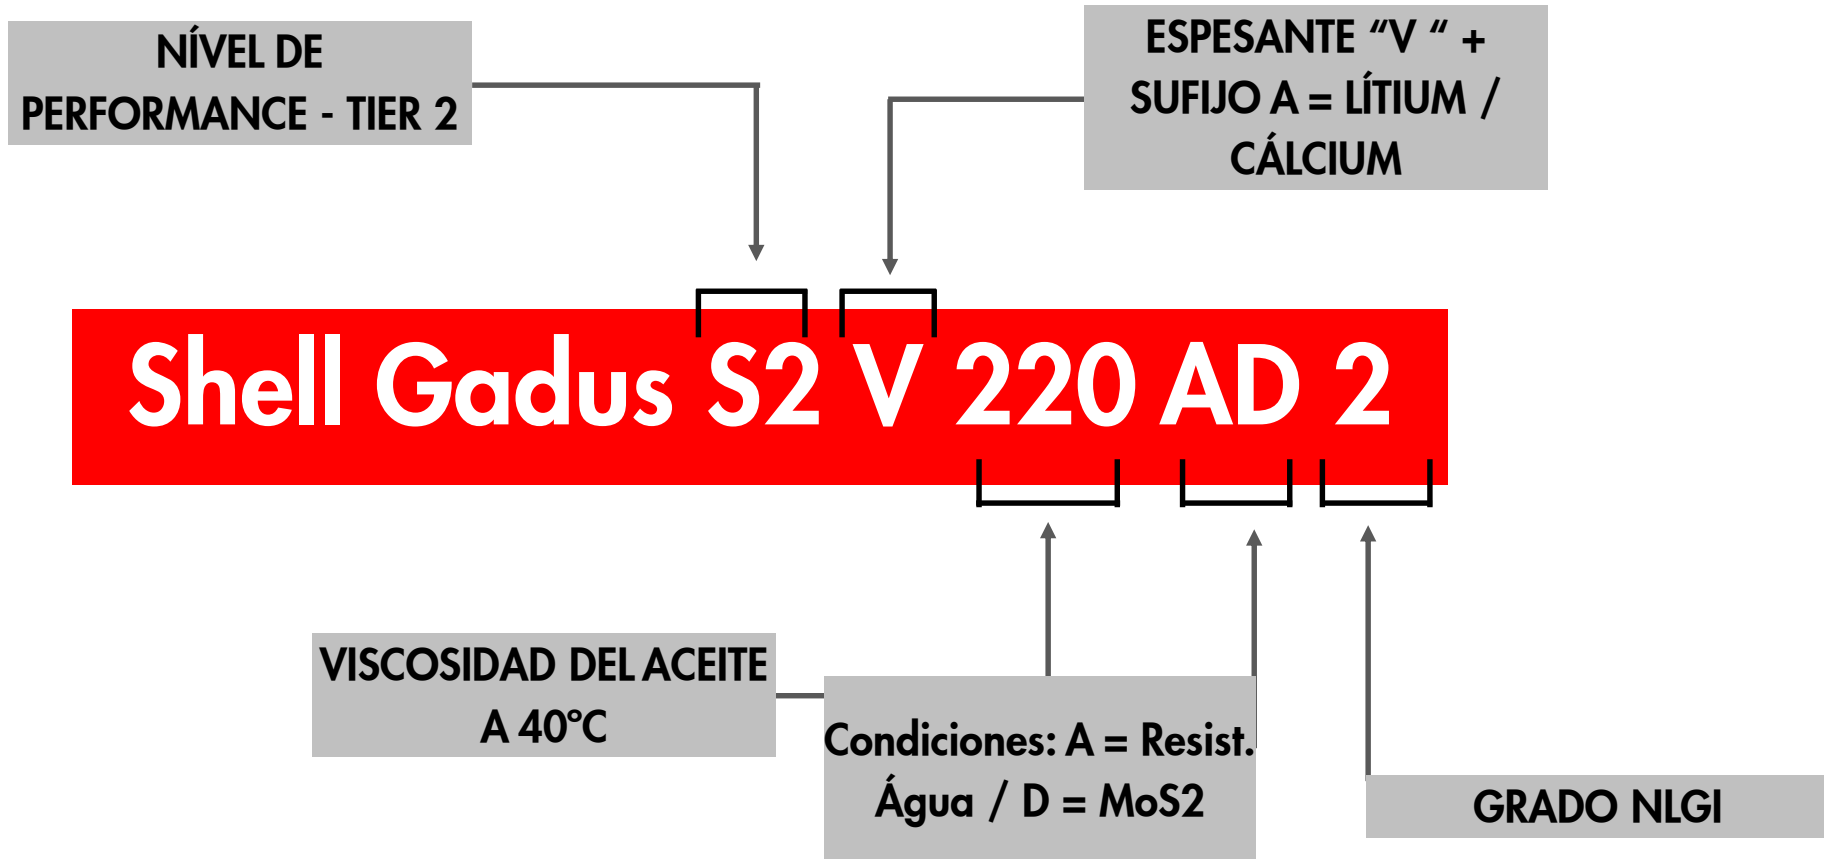 NÍVEL DE
PERFORMANCE - TIER 2
ESPESANTE “V “ +
SUFIJO A = LÍTIUM /
CÁLCIUM
Shell Gadus S2 V 220 AD 2
VISCOSIDAD DEL ACEITE
A 40ºC
Condiciones: A = Resist.
Água / D = MoS2
GRADO NLGI